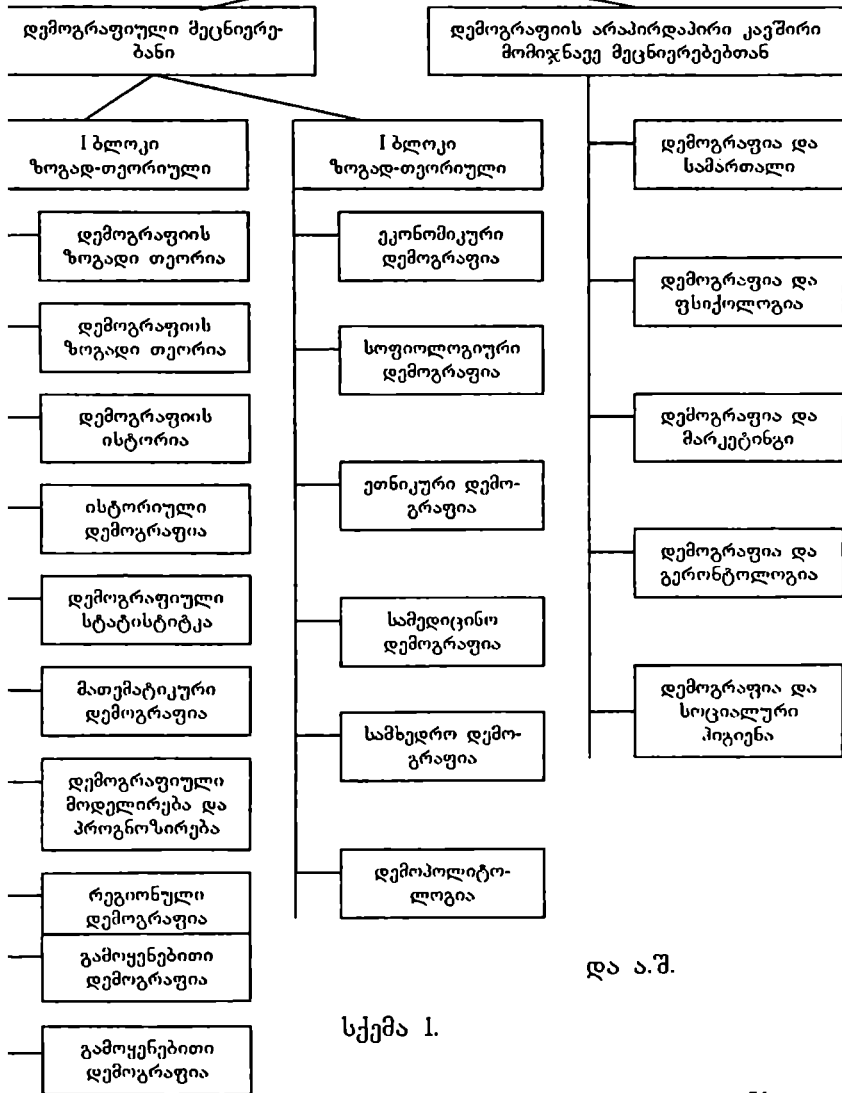 დემოგრაფიული მეცნიერე-
ბანი
დემოგრაფიის არაპირდაპირი კავშირი
მომიჯნავე მეცნიერებებთან
I ბლოკი
ზოგად-თეორიული
დემოგრაფიის
ზოგადი თეორია
დემოგრაფიის
ზოგადი თეორია
დემოგრაფიის
ისტორია
ისტორიული
დემოგრაფია
დემოგრაფიული
სტატისტიტკა
მათემატიკური
დემოგრაფია
დემოგრაფიული
მოდელირება და
პროგნოზირება
რეგიონული
დემოგრაფია
გამოყენებითი
დემოგრაფია
გამოყენებითი
დემოგრაფია
I ბლოკი
ზოგად-თეორიული
ეკონომიკური
დემოგრაფია
სოფიოლოგიური
დემოგრაფია
ეთნიკური დემო-
გრაფია
სამედიცინო
დემოგრაფია
სამხედრო დემო-
გრაფია
დემოპოლიტო-
ლოგია
დემოგრაფია და
სამართალი
დემოგრაფია და
ფსიქოლოგია
დემოგრაფია და
მარკეტინგი
დემოგრაფია და
გერონტოლოგია
დემოგრაფია და
სოციალური
ჰიგიენა
და ა.შ.
სქემა 1.